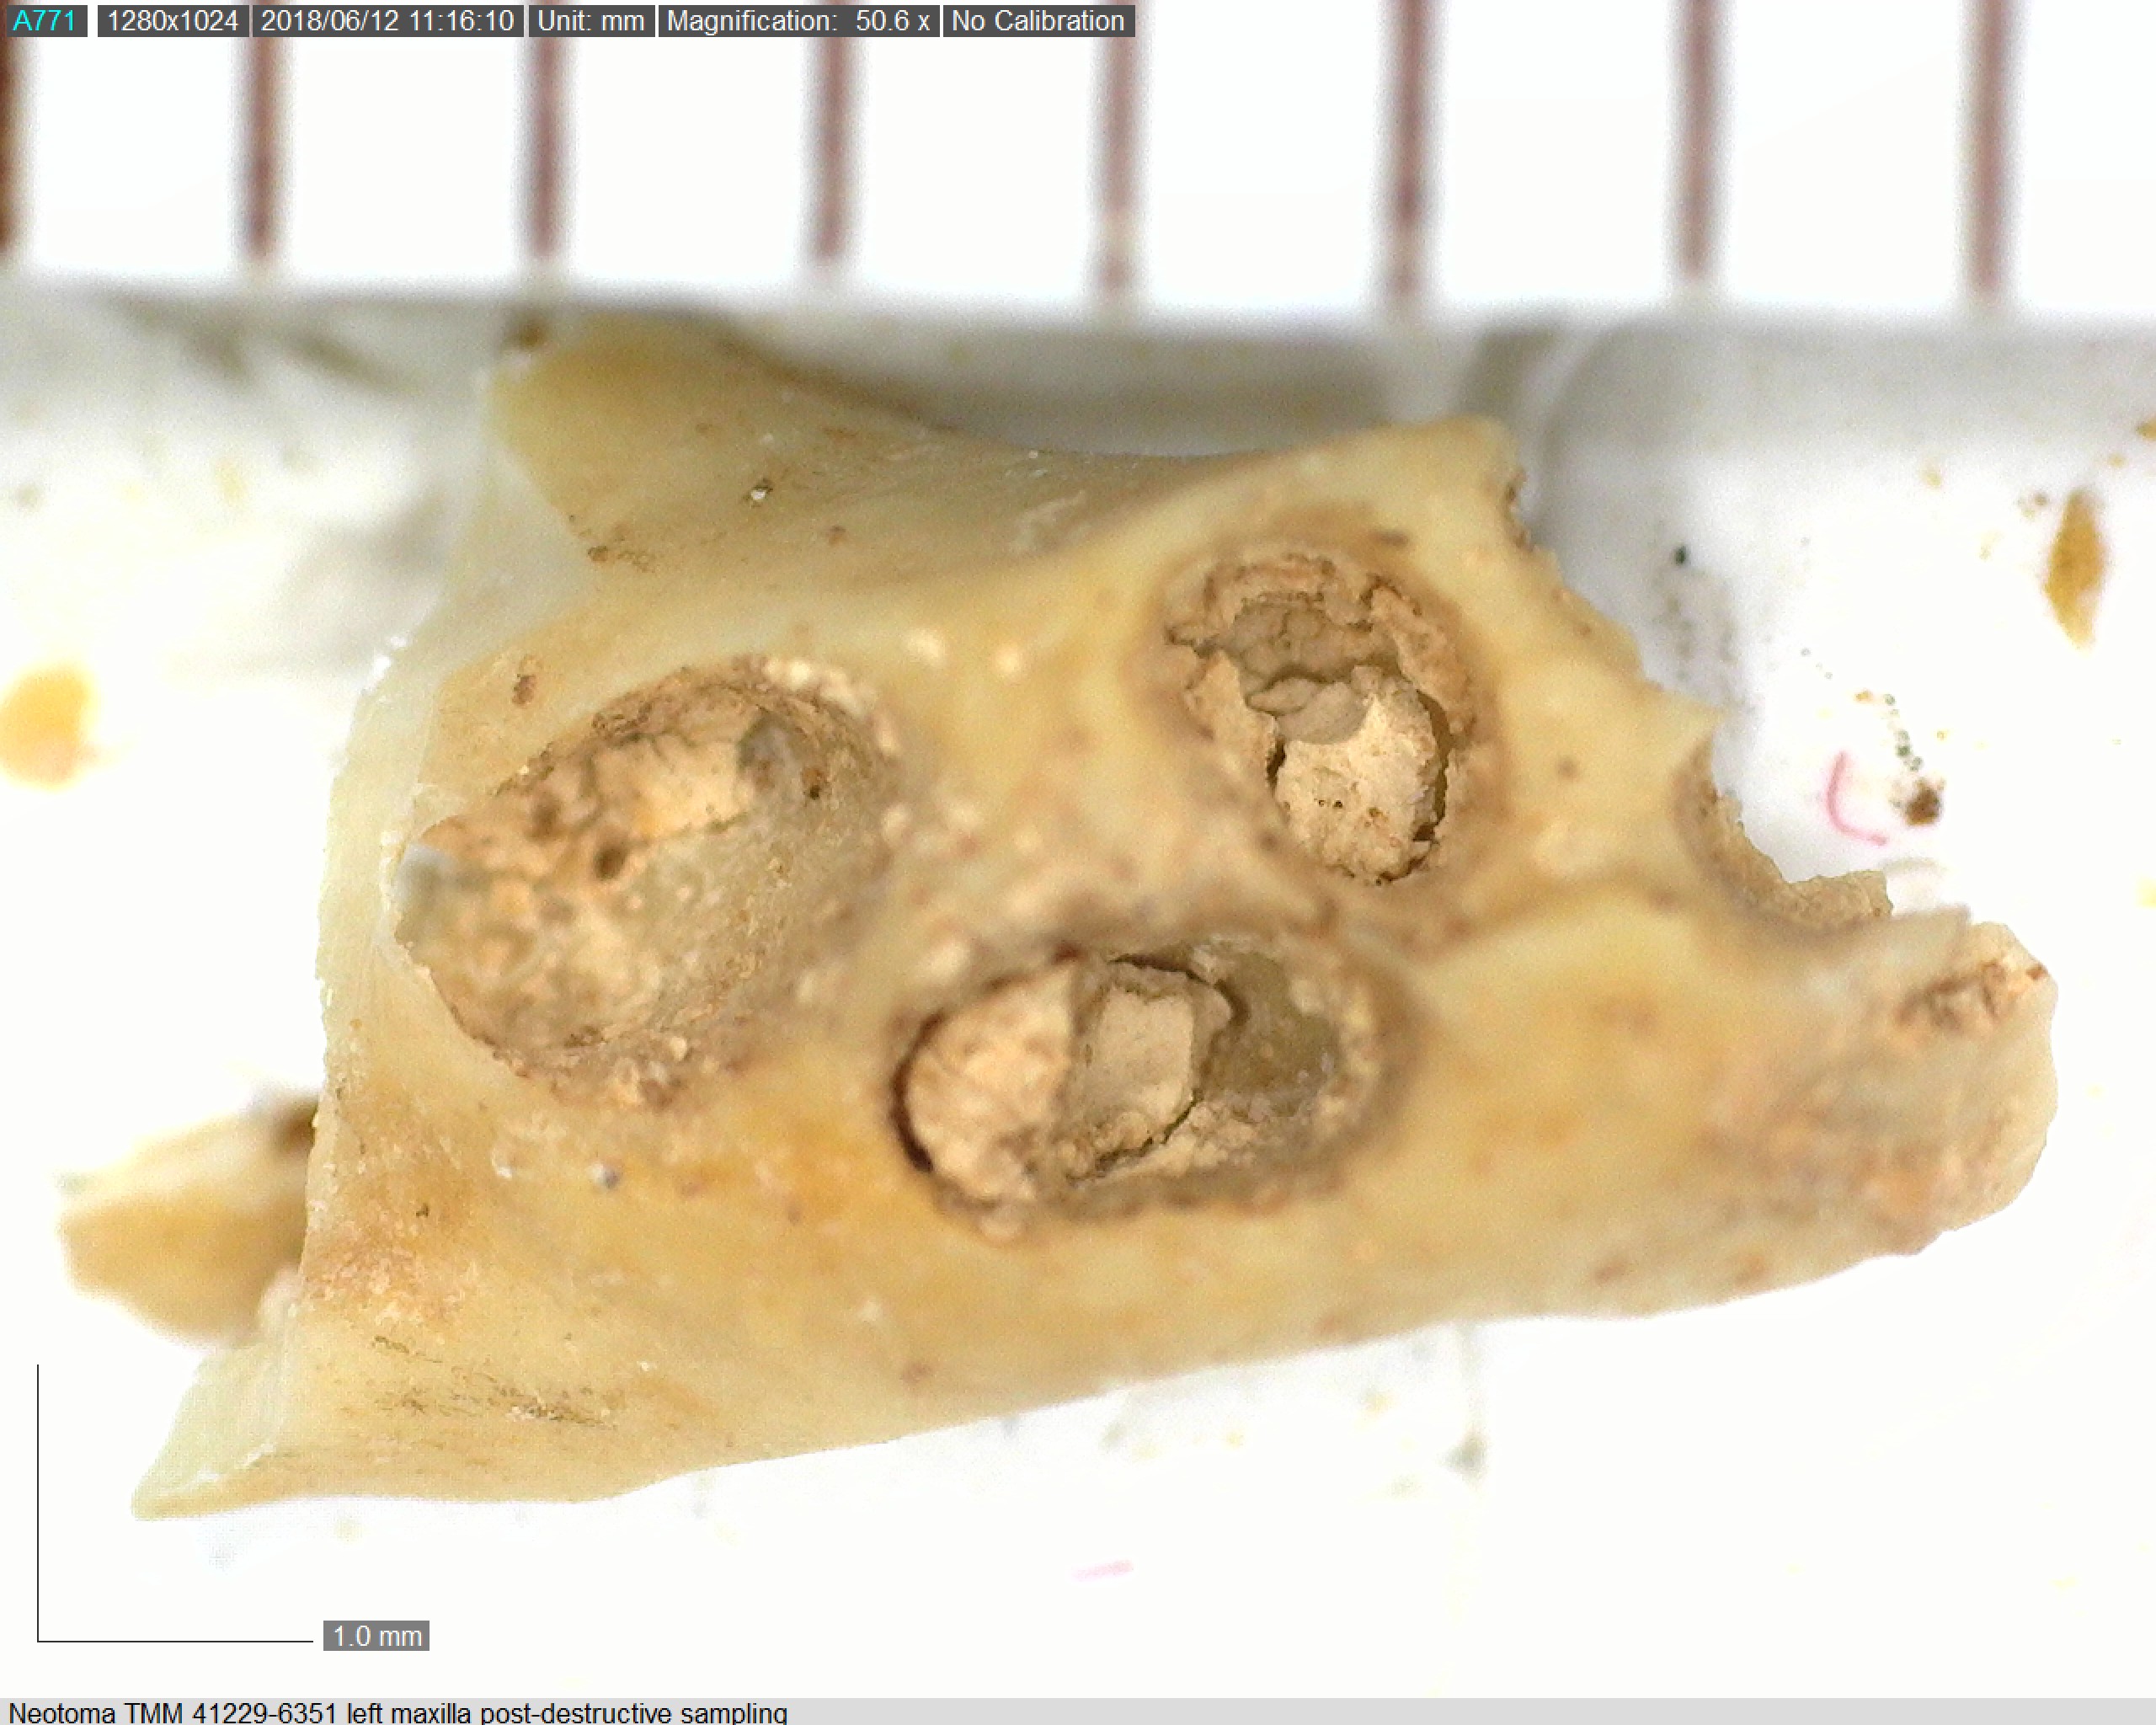 A771 1280x1024 2018/06/12 11:16:10 Unit: mm Magnification: 50.6 x No Calibration
1.0 mm
Neotoma TMM 41229-6351 left maxilla post-destructive sampling